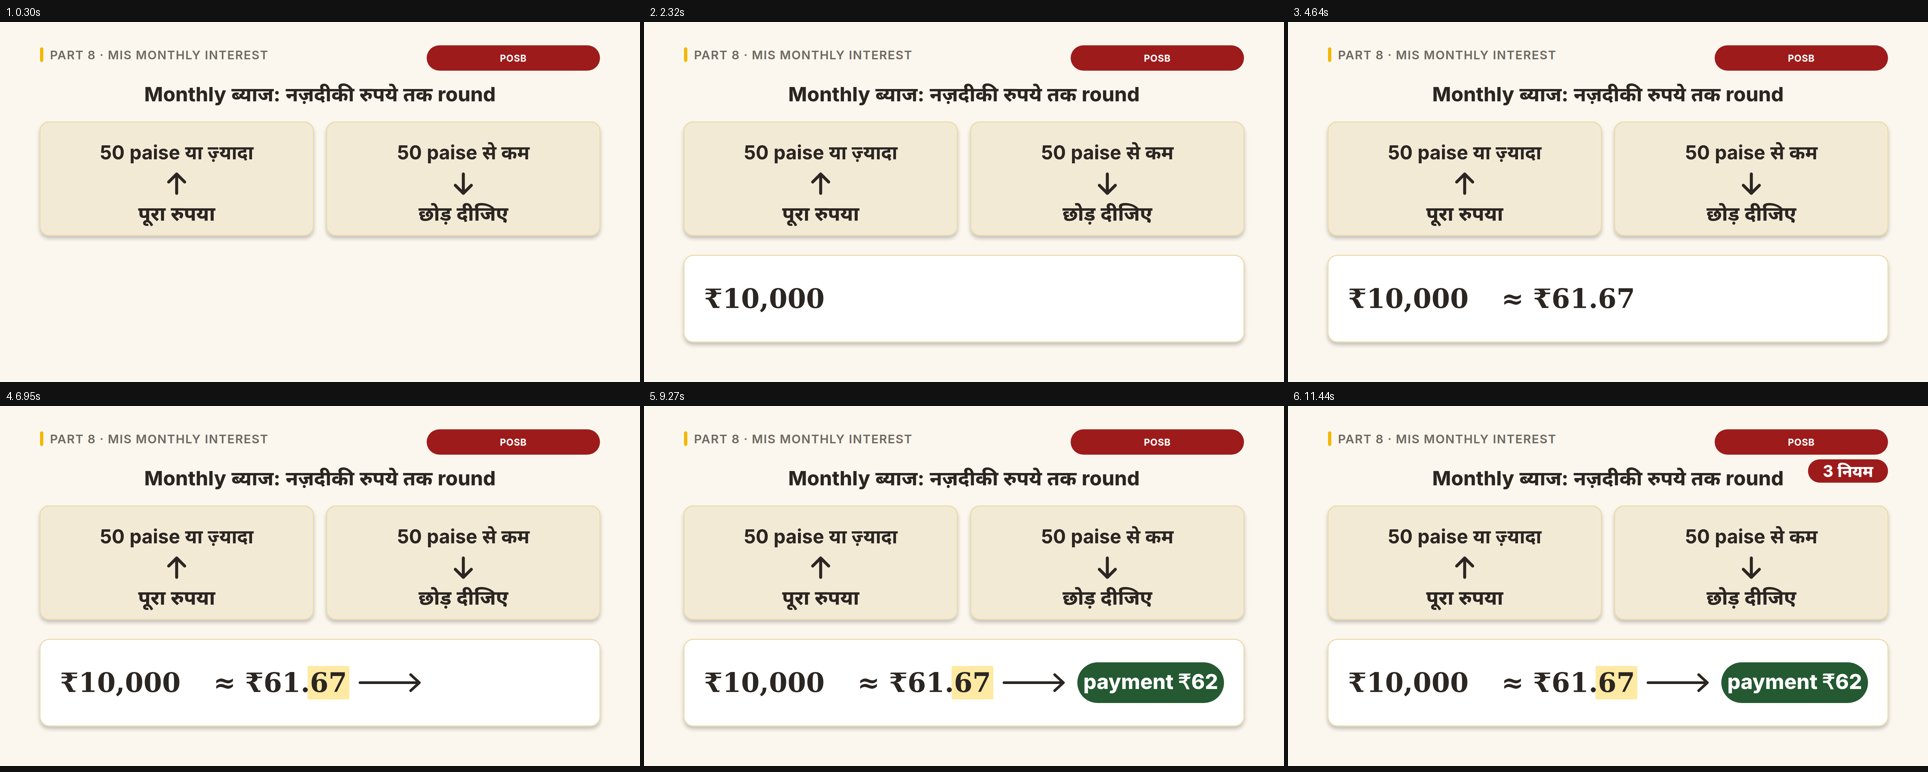 1. 0.30s
PART 8 · MIS MONTHLY INTEREST
POSB
Monthly ब्याज: नज़दीकी रुपये तक round
50 paise या ज़्यादा
↑
पूरा रुपया
50 paise से कम
↓
छोड़ दीजिए
2. 2.32s
PART 8 · MIS MONTHLY INTEREST
POSB
Monthly ब्याज: नज़दीकी रुपये तक round
50 paise या ज़्यादा
↑
पूरा रुपया
50 paise से कम
↓
छोड़ दीजिए
₹10,000
3. 4.64s
PART 8 · MIS MONTHLY INTEREST
POSB
Monthly ब्याज: नज़दीकी रुपये तक round
50 paise या ज़्यादा
↑
पूरा रुपया
50 paise से कम
↓
छोड़ दीजिए
₹10,000 ≈ ₹61.67
4. 6.95s
PART 8 · MIS MONTHLY INTEREST
POSB
Monthly ब्याज: नज़दीकी रुपये तक round
50 paise या ज़्यादा
↑
पूरा रुपया
50 paise से कम
↓
छोड़ दीजिए
₹10,000 ≈ ₹61.67 →
5. 9.27s
PART 8 · MIS MONTHLY INTEREST
POSB
Monthly ब्याज: नज़दीकी रुपये तक round
50 paise या ज़्यादा
↑
पूरा रुपया
50 paise से कम
↓
छोड़ दीजिए
₹10,000 ≈ ₹61.67 → payment ₹62
6. 11.44s
PART 8 · MIS MONTHLY INTEREST
POSB
3 नियम
Monthly ब्याज: नज़दीकी रुपये तक round
50 paise या ज़्यादा
↑
पूरा रुपया
50 paise से कम
↓
छोड़ दीजिए
₹10,000 ≈ ₹61.67 → payment ₹62